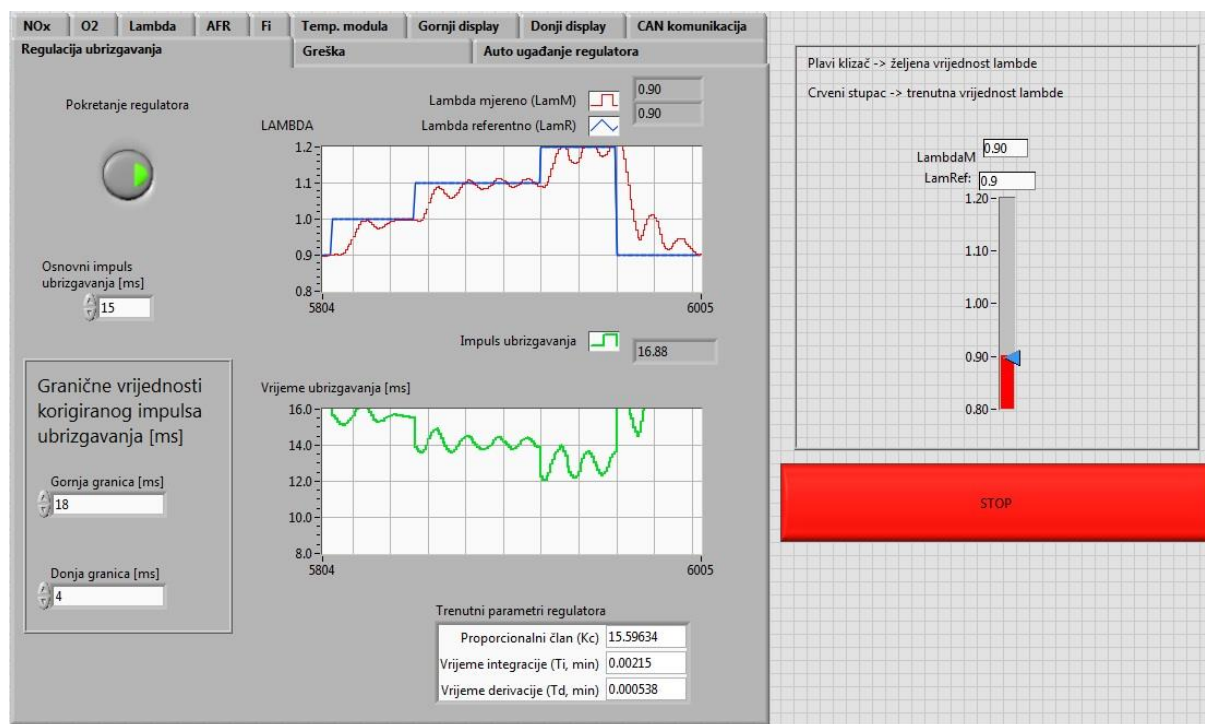 NOx O2 Lambda AFR Fi Temp. modula Gornji display Donji display CAN komunikacija
Regulacija ubrizgavanja Greška Auto ugađanje regulatora
Pokretanje regulatora
Lambda mjereno (LamM) 0.90
Lambda referentno (LamR) 0.90
LAMBDA
1.2
1.1
1.0
0.9
0.8
5804 6005
Osnovni impuls
ubrizgavanja [ms]
15
Impuls ubrizgavanja 16.88
Granične vrijednosti
korigiranog impulsa
ubrizgavanja [ms]
Gornja granica [ms]
18
Donja granica [ms]
4
Vrijeme ubrizgavanja [ms]
16.0
14.0
12.0
10.0
8.0
5804 6005
Trenutni parametri regulatora
Proporcionalni član (Kc) 15.59634
Vrijeme integracije (Ti, min) 0.00215
Vrijeme derivacije (Td, min) 0.000538
Plavi klizač -> željena vrijednost lambde
Crveni stupac -> trenutna vrijednost lambde
LambdaM 0.90
LamRef: 0.9
1.20
1.10
1.00
0.90
0.80
STOP